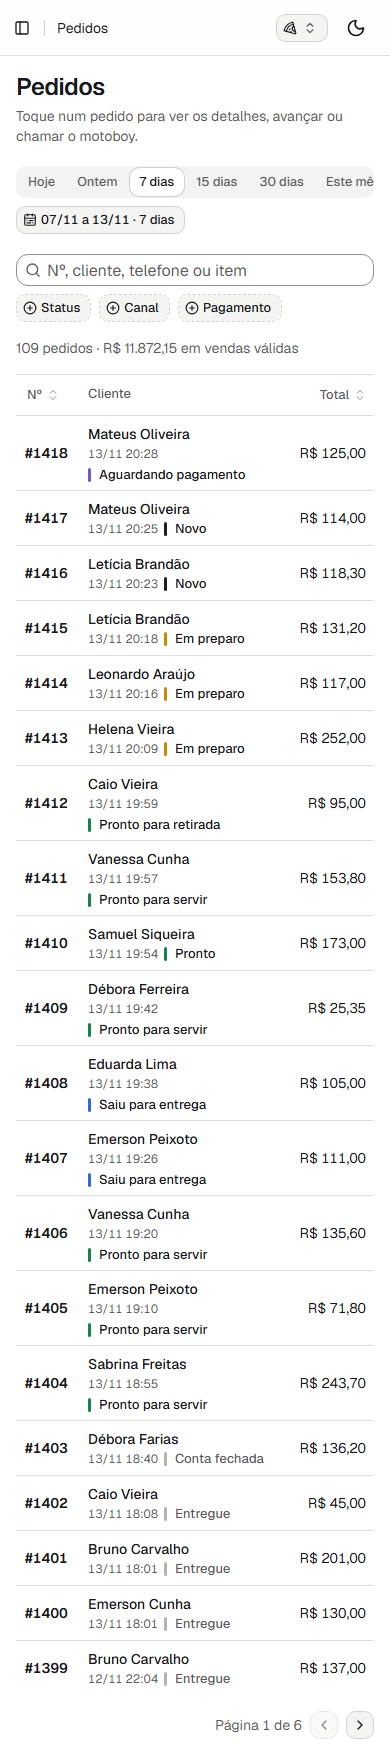 Pedidos
Pedidos
Toque num pedido para ver os detalhes, avançar ou
chamar o motoboy.
Hoje Ontem 7 dias 15 dias 30 dias Este mê
07/11 a 13/11 · 7 dias
Nº, cliente, telefone ou item
Status Canal Pagamento
109 pedidos · R$ 11.872,15 em vendas válidas
Nº Cliente Total
Mateus Oliveira
#1418 13/11 20:28 R$ 125,00
Aguardando pagamento
Mateus Oliveira
#1417 13/11 20:25 Novo R$ 114,00
Letícia Brandão
#1416 13/11 20:23 Novo R$ 118,30
Letícia Brandão
#1415 13/11 20:18 Em preparo R$ 131,20
Leonardo Araújo
#1414 13/11 20:16 Em preparo R$ 117,00
Helena Vieira
#1413 13/11 20:09 Em preparo R$ 252,00
Caio Vieira
#1412 13/11 19:59 R$ 95,00
Pronto para retirada
Vanessa Cunha
#1411 13/11 19:57 R$ 153,80
Pronto para servir
Samuel Siqueira
#1410 13/11 19:54 Pronto R$ 173,00
Débora Ferreira
#1409 13/11 19:42 R$ 25,35
Pronto para servir
Eduarda Lima
#1408 13/11 19:38 R$ 105,00
Saiu para entrega
Emerson Peixoto
#1407 13/11 19:26 R$ 111,00
Saiu para entrega
Vanessa Cunha
#1406 13/11 19:20 R$ 135,60
Pronto para servir
Emerson Peixoto
#1405 13/11 19:10 R$ 71,80
Pronto para servir
Sabrina Freitas
#1404 13/11 18:55 R$ 243,70
Pronto para servir
Débora Farias
#1403 13/11 18:40 Conta fechada R$ 136,20
Caio Vieira
#1402 13/11 18:08 Entregue R$ 45,00
Bruno Carvalho
#1401 13/11 18:01 Entregue R$ 201,00
Emerson Cunha
#1400 13/11 18:01 Entregue R$ 130,00
Bruno Carvalho
#1399 12/11 22:04 Entregue R$ 137,00
Página 1 de 6